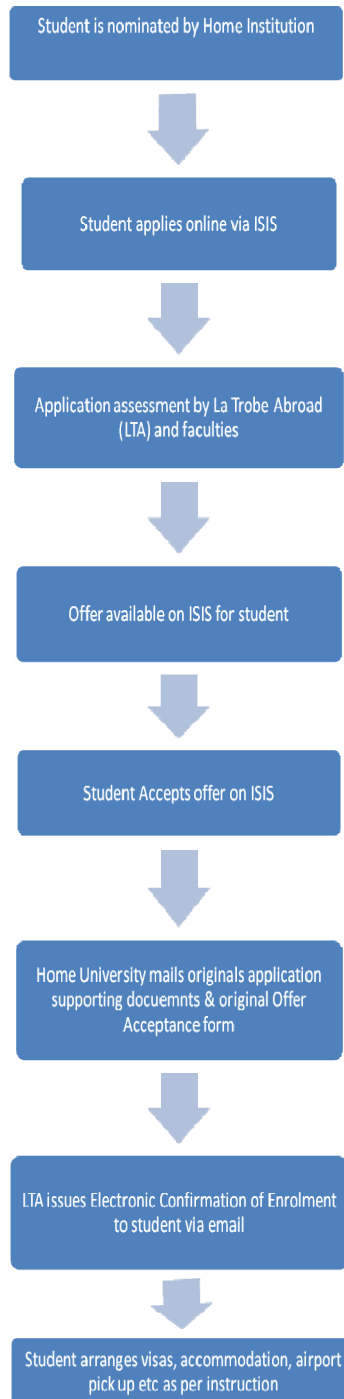 Student is nominated by Home Institution
Student applies online via ISIS
Application assessment by La Trobe Abroad
(LTA) and faculties
Offer available on ISIS for student
Student Accepts offer on ISIS
Home University mails originals application
supporting docuemnts & original Offer
Acceptance form
LTA issues Electronic Confirmation of Enrolment
to student via email
Student arranges visas, accommodation, airport
pick up etc as per instruction